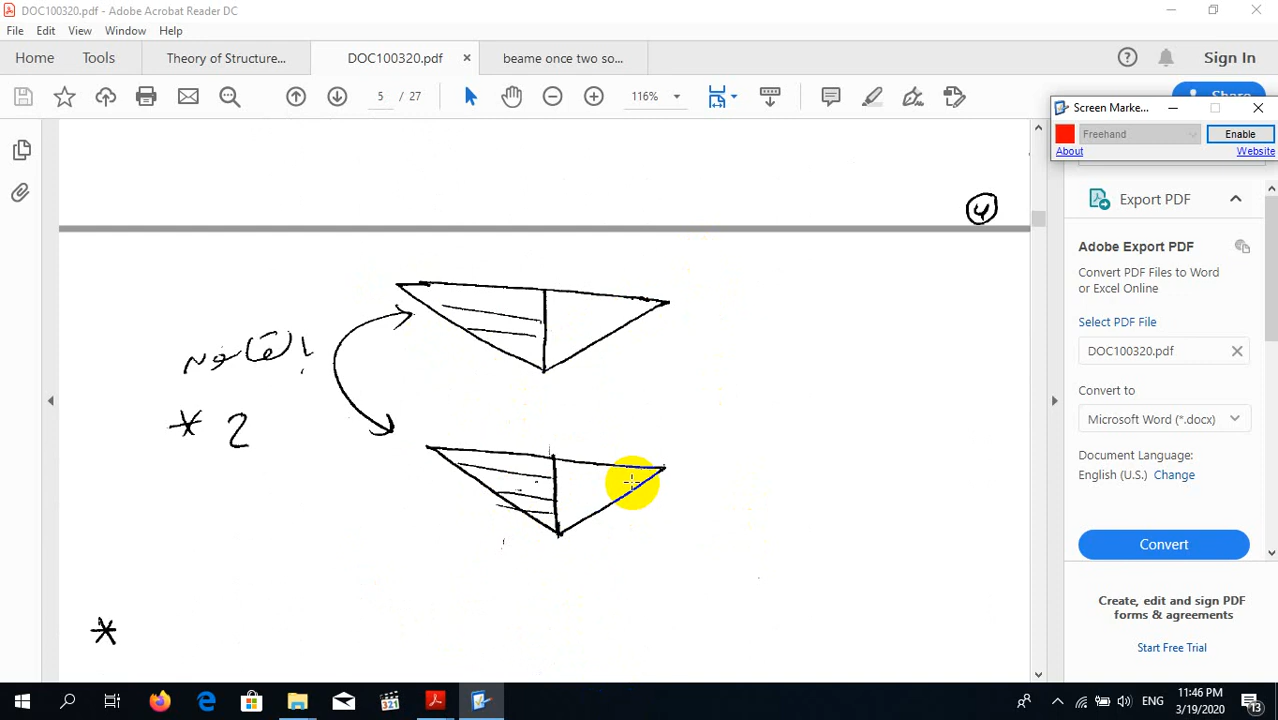 DOC100320.pdf - Adobe Acrobat Reader DC
File Edit View Window Help
Home Tools Theory of Structure... DOC100320.pdf × beame once two so... Sign In
5 / 27 116% Share
Screen Marke...
Freehand Enable
About Website
4
* 2
*
Export PDF
Adobe Export PDF
Convert PDF Files to Word
or Excel Online
Select PDF File
DOC100320.pdf
Convert to
Microsoft Word (*.docx)
Document Language:
English (U.S.) Change
Convert
Create, edit and sign PDF
forms & agreements
Start Free Trial
321
ENG
11:46 PM
3/19/2020
13